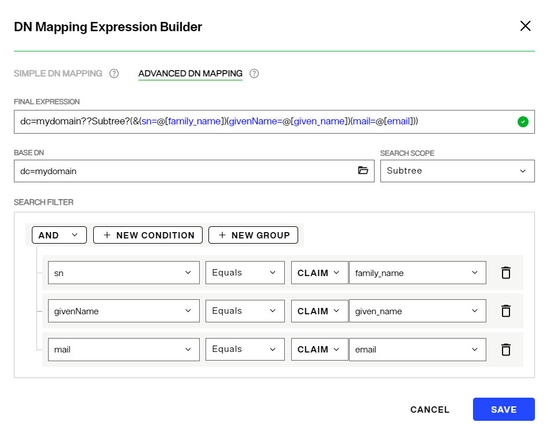 DN Mapping Expression Builder
SIMPLE DN MAPPING ? ADVANCED DN MAPPING ?
FINAL EXPRESSION
dc=mydomain??Subtree?(&(sn=@[family_name])(givenName=@[given_name])(mail=@[email]))
BASE DN SEARCH SCOPE
dc=mydomain Subtree
SEARCH FILTER
AND + NEW CONDITION + NEW GROUP
sn Equals CLAIM family_name
givenName Equals CLAIM given_name
mail Equals CLAIM email
CANCEL SAVE